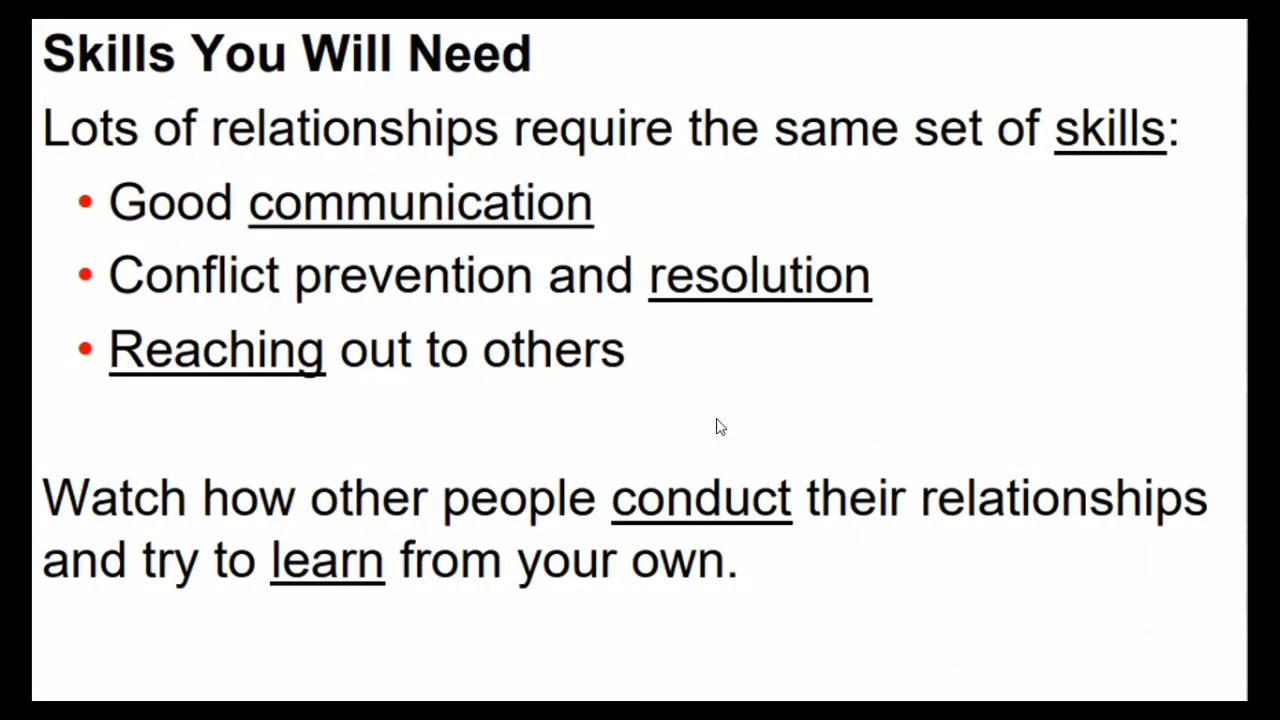 Skills You Will Need
Lots of relationships require the same set of skills:
• Good communication
• Conflict prevention and resolution
• Reaching out to others
Watch how other people conduct their relationships
and try to learn from your own.